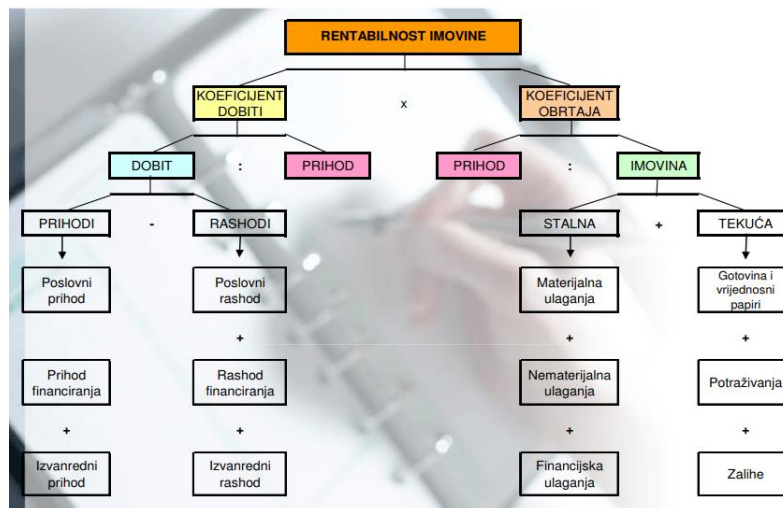 RENTABILNOST IMOVINE
KOEFICIJENT
DOBITI
x
KOEFICIJENT
OBRTAJA
DOBIT
:
PRIHOD
PRIHOD
:
IMOVINA
PRIHODI
-
RASHODI
STALNA
+
TEKUĆA
Poslovni
prihod
Poslovni
rashod
Materijalna
ulaganja
Gotovina i
vrijednosni
papiri
+
+
+
Prihod
financiranja
Rashod
financiranja
Nematerijalna
ulaganja
Potraživanja
+
+
+
+
Izvanredni
prihod
Izvanredni
rashod
Financijska
ulaganja
Zalihe